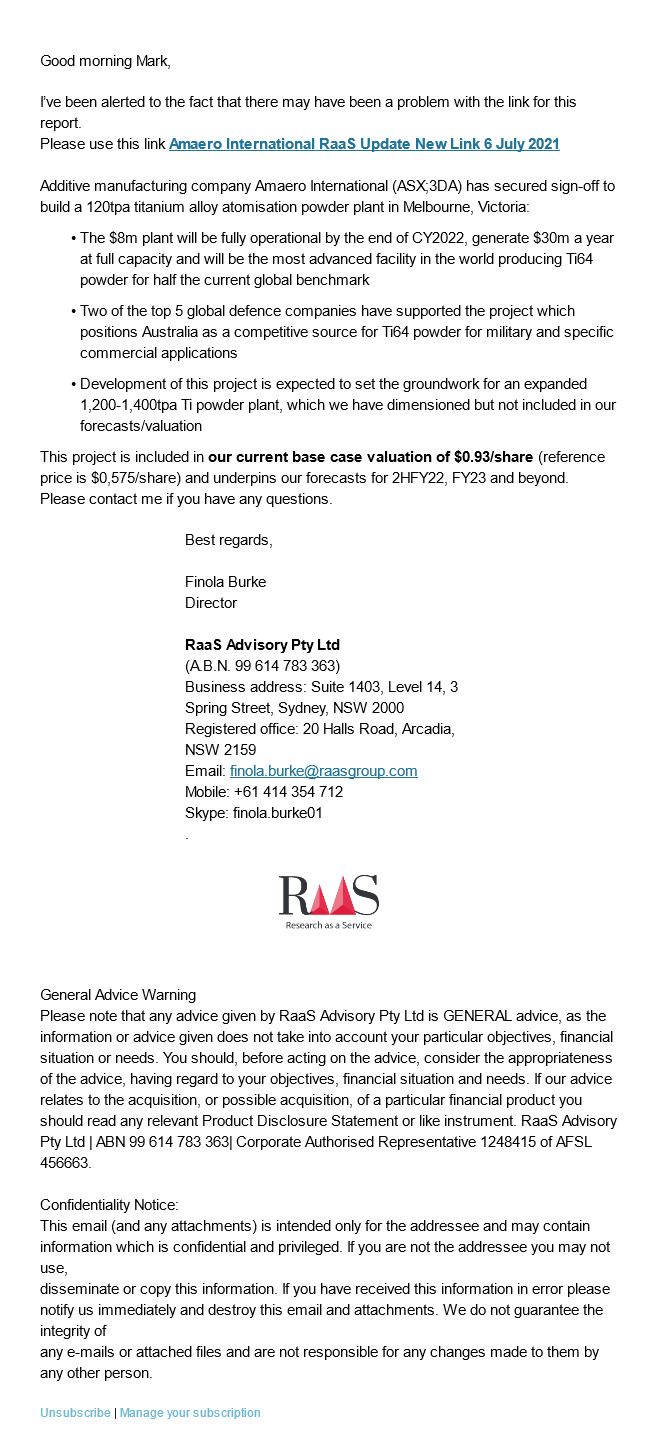 Good morning Mark,
I've been alerted to the fact that there may have been a problem with the link for this
report.
Please use this link Amaero International RaaS Update New Link 6 July 2021
Additive manufacturing company Amaero International (ASX;3DA) has secured sign-off to
build a 120tpa titanium alloy atomisation powder plant in Melbourne, Victoria:
• The $8m plant will be fully operational by the end of CY2022, generate $30m a year
at full capacity and will be the most advanced facility in the world producing Ti64
powder for half the current global benchmark
• Two of the top 5 global defence companies have supported the project which
positions Australia as a competitive source for Ti64 powder for military and specific
commercial applications
• Development of this project is expected to set the groundwork for an expanded
1,200-1,400tpa Ti powder plant, which we have dimensioned but not included in our
forecasts/valuation
This project is included in our current base case valuation of $0.93/share (reference
price is $0,575/share) and underpins our forecasts for 2HFY22, FY23 and beyond.
Please contact me if you have any questions.
Best regards,
Finola Burke
Director
RaaS Advisory Pty Ltd
(A.B.N. 99 614 783 363)
Business address: Suite 1403, Level 14, 3
Spring Street, Sydney, NSW 2000
Registered office: 20 Halls Road, Arcadia,
NSW 2159
Email: finola.burke@raasgroup.com
Mobile: +61 414 354 712
Skype: finola.burke01
.
RaaS
Research as a Service
General Advice Warning
Please note that any advice given by RaaS Advisory Pty Ltd is GENERAL advice, as the
information or advice given does not take into account your particular objectives, financial
situation or needs. You should, before acting on the advice, consider the appropriateness
of the advice, having regard to your objectives, financial situation and needs. If our advice
relates to the acquisition, or possible acquisition, of a particular financial product you
should read any relevant Product Disclosure Statement or like instrument. RaaS Advisory
Pty Ltd | ABN 99 614 783 363| Corporate Authorised Representative 1248415 of AFSL
456663.
Confidentiality Notice:
This email (and any attachments) is intended only for the addressee and may contain
information which is confidential and privileged. If you are not the addressee you may not
use,
disseminate or copy this information. If you have received this information in error please
notify us immediately and destroy this email and attachments. We do not guarantee the
integrity of
any e-mails or attached files and are not responsible for any changes made to them by
any other person.
Unsubscribe | Manage your subscription